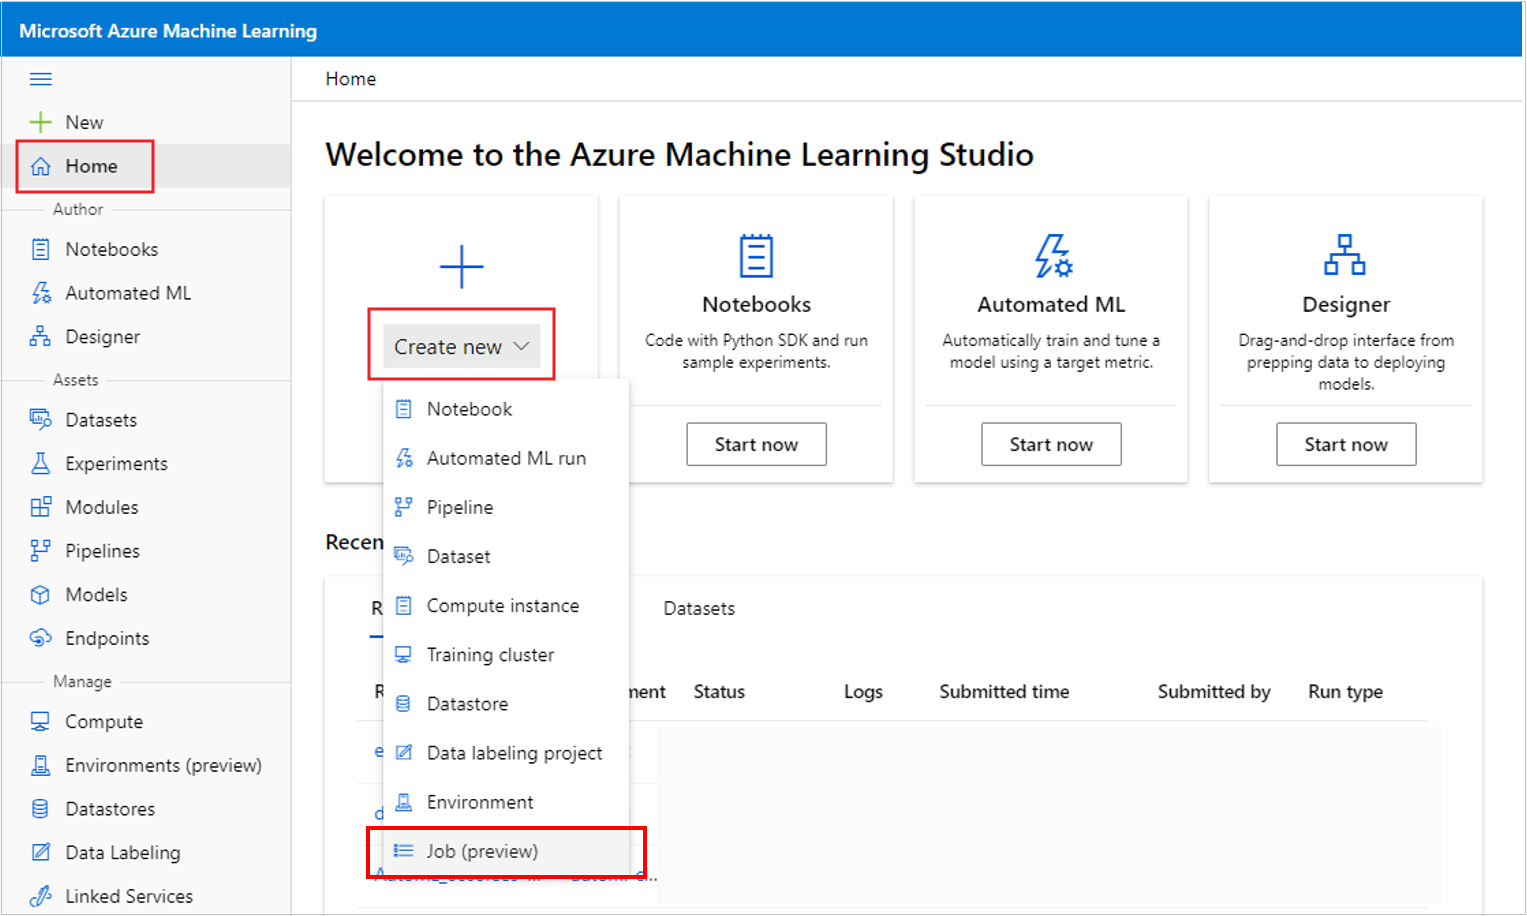 Microsoft Azure Machine Learning
New
Home
Author
Notebooks
Automated ML
Designer
Assets
Datasets
Experiments
Modules
Pipelines
Models
Endpoints
Manage
Compute
Environments (preview)
Datastores
Data Labeling
Linked Services
Home
Welcome to the Azure Machine Learning Studio
Create new
Notebook
Automated ML run
Pipeline
Dataset
Compute instance
Training cluster
Datastore
Data labeling project
Environment
Job (preview)
Notebooks
Code with Python SDK and run
sample experiments.
Start now
Automated ML
Automatically train and tune a
model using a target metric.
Start now
Designer
Drag-and-drop interface from
prepping data to deploying
models.
Start now
Recen
R
Datasets
R
ment Status Logs Submitted time Submitted by Run type
e
d